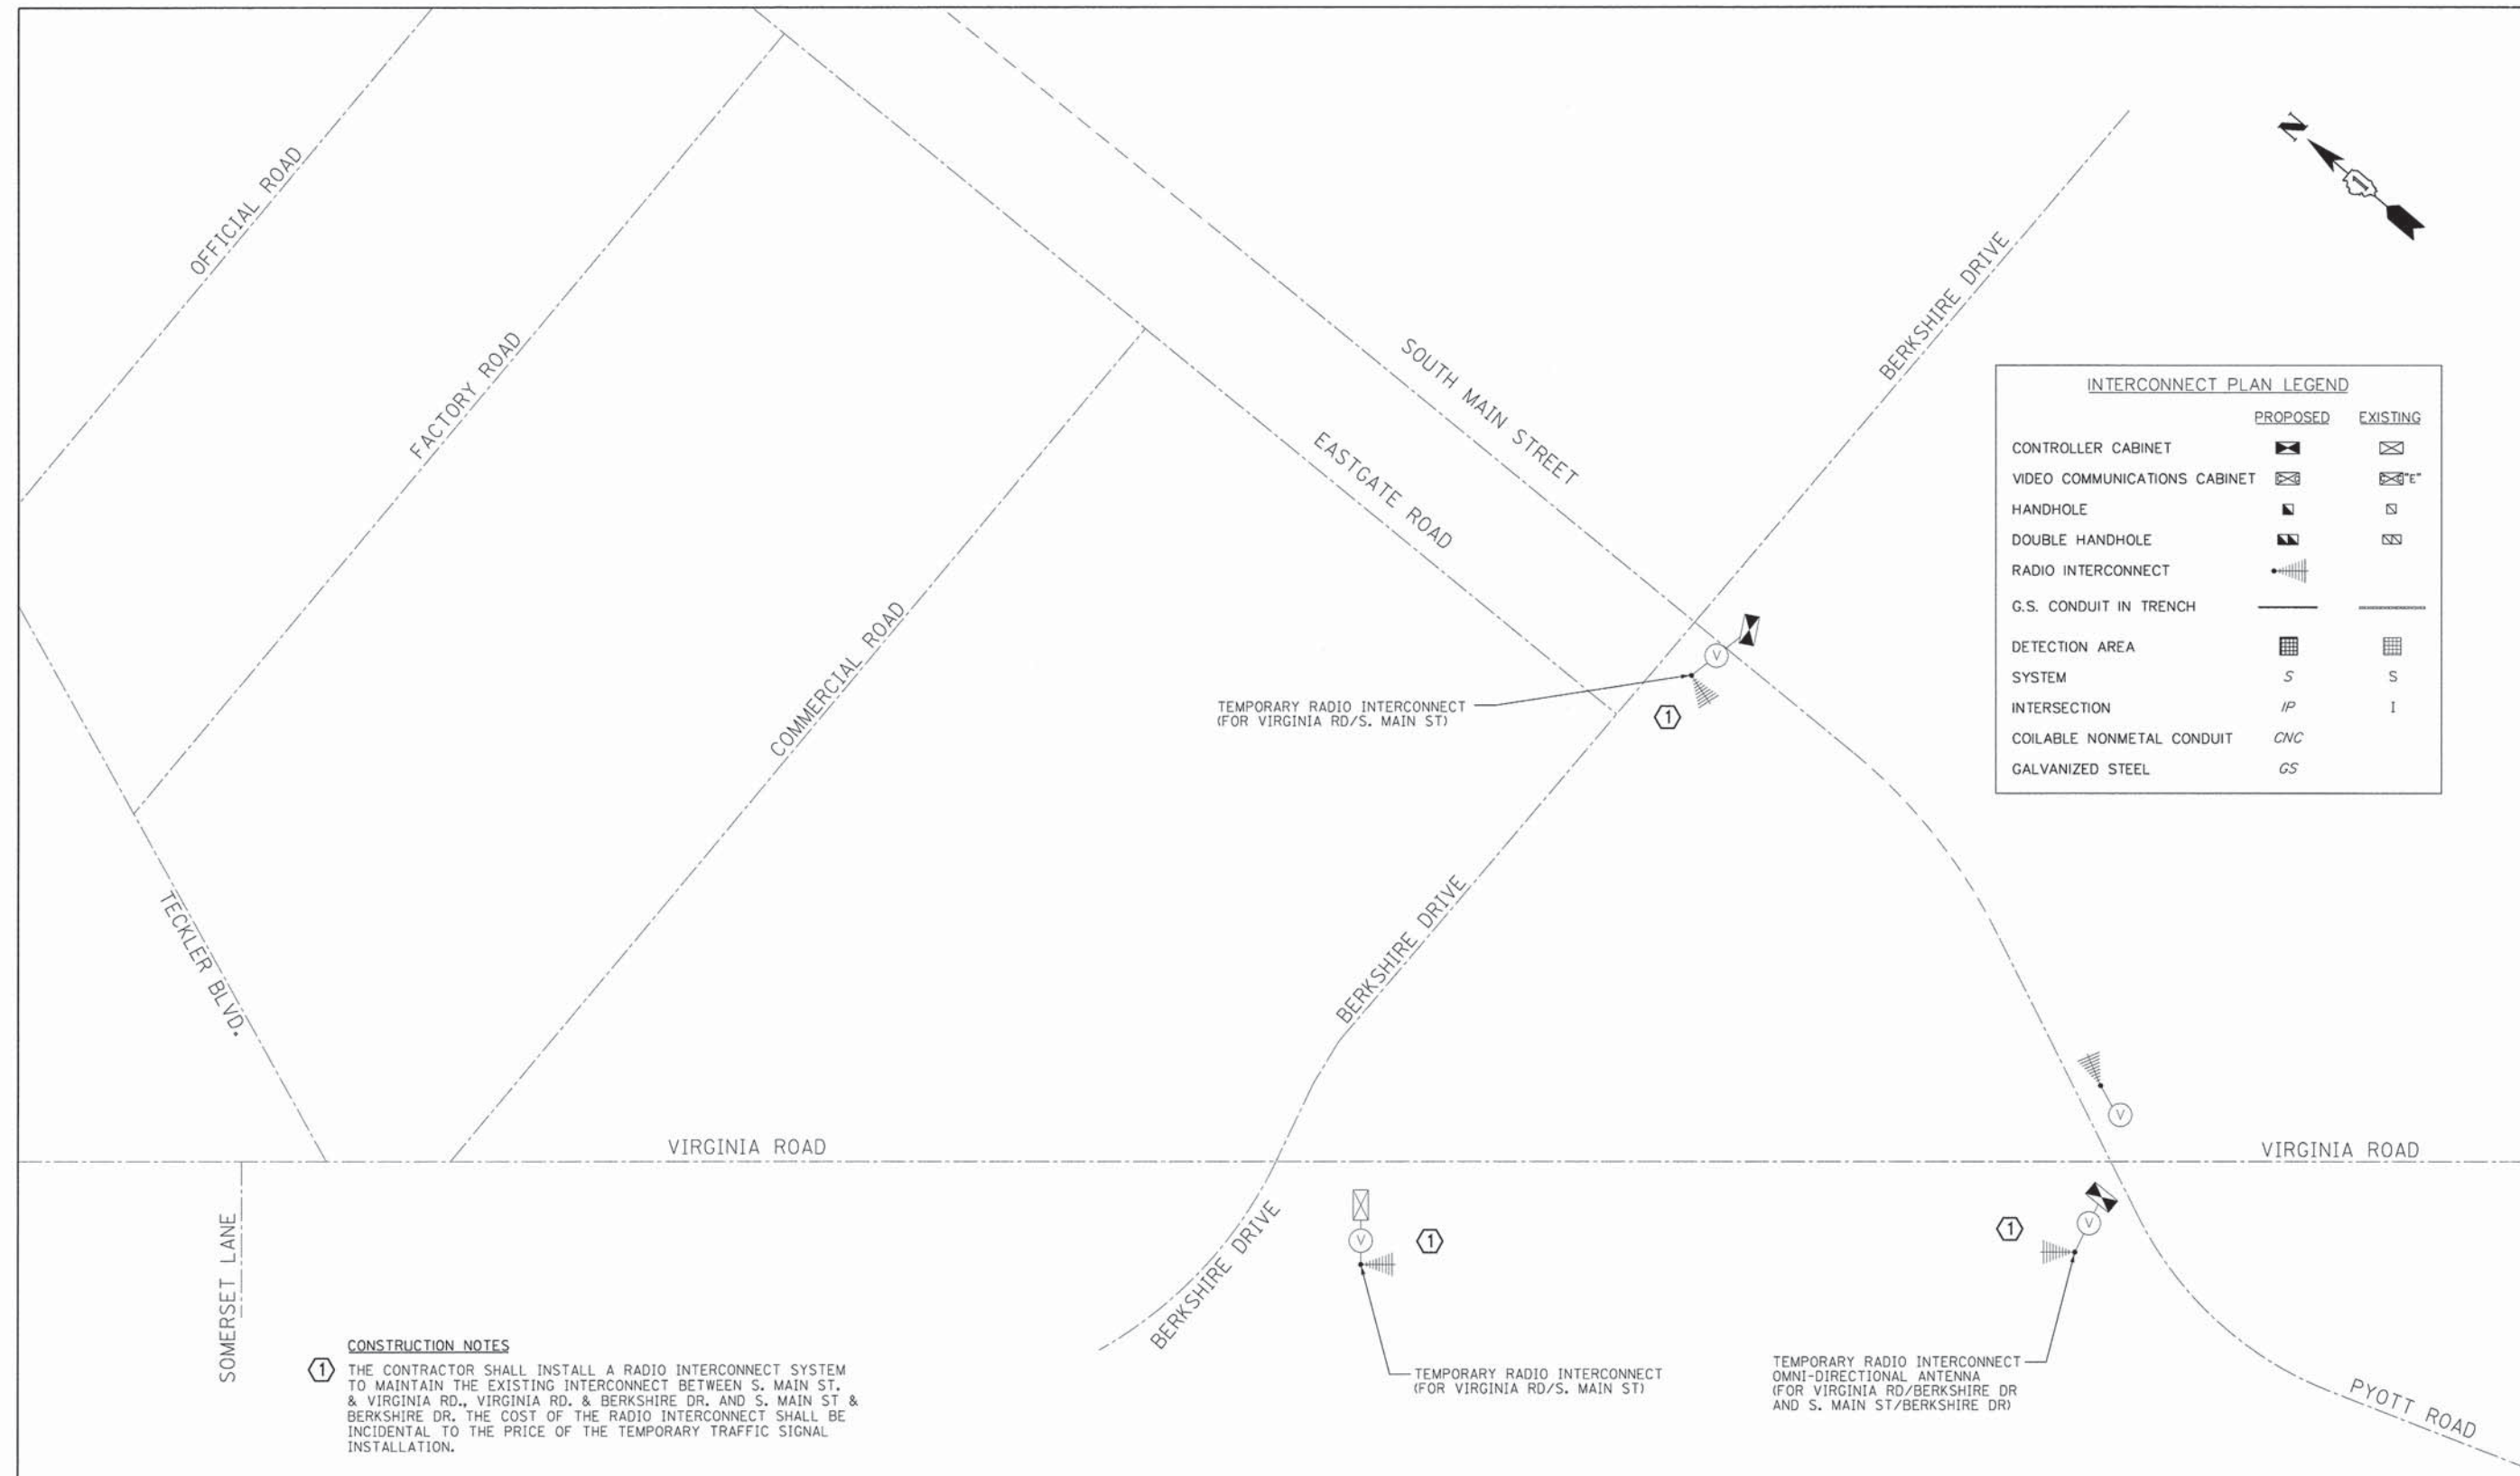 OFFICIAL ROAD
FACTORY ROAD
COMMERCIAL ROAD
TECKLER BLVD.
SOUTH MAIN STREET
EASTGATE ROAD
BERKSHIRE DRIVE
N
1
INTERCONNECT PLAN LEGEND
PROPOSED EXISTING
CONTROLLER CABINET
VIDEO COMMUNICATIONS CABINET "E"
HANDHOLE
DOUBLE HANDHOLE
RADIO INTERCONNECT
G.S. CONDUIT IN TRENCH
DETECTION AREA
SYSTEM S S
INTERSECTION IP I
COILABLE NONMETAL CONDUIT CNC
GALVANIZED STEEL GS
V
TEMPORARY RADIO INTERCONNECT
(FOR VIRGINIA RD/S. MAIN ST)
1
BERKSHIRE DRIVE
V
VIRGINIA ROAD
VIRGINIA ROAD
SOMERSET LANE
BERKSHIRE DRIVE
V
1
TEMPORARY RADIO INTERCONNECT
(FOR VIRGINIA RD/S. MAIN ST)
1
V
TEMPORARY RADIO INTERCONNECT
OMNI-DIRECTIONAL ANTENNA
(FOR VIRGINIA RD/BERKSHIRE DR
AND S. MAIN ST/BERKSHIRE DR)
PYOTT ROAD
CONSTRUCTION NOTES
1 THE CONTRACTOR SHALL INSTALL A RADIO INTERCONNECT SYSTEM
TO MAINTAIN THE EXISTING INTERCONNECT BETWEEN S. MAIN ST.
& VIRGINIA RD., VIRGINIA RD. & BERKSHIRE DR. AND S. MAIN ST &
BERKSHIRE DR. THE COST OF THE RADIO INTERCONNECT SHALL BE
INCIDENTAL TO THE PRICE OF THE TEMPORARY TRAFFIC SIGNAL
INSTALLATION.